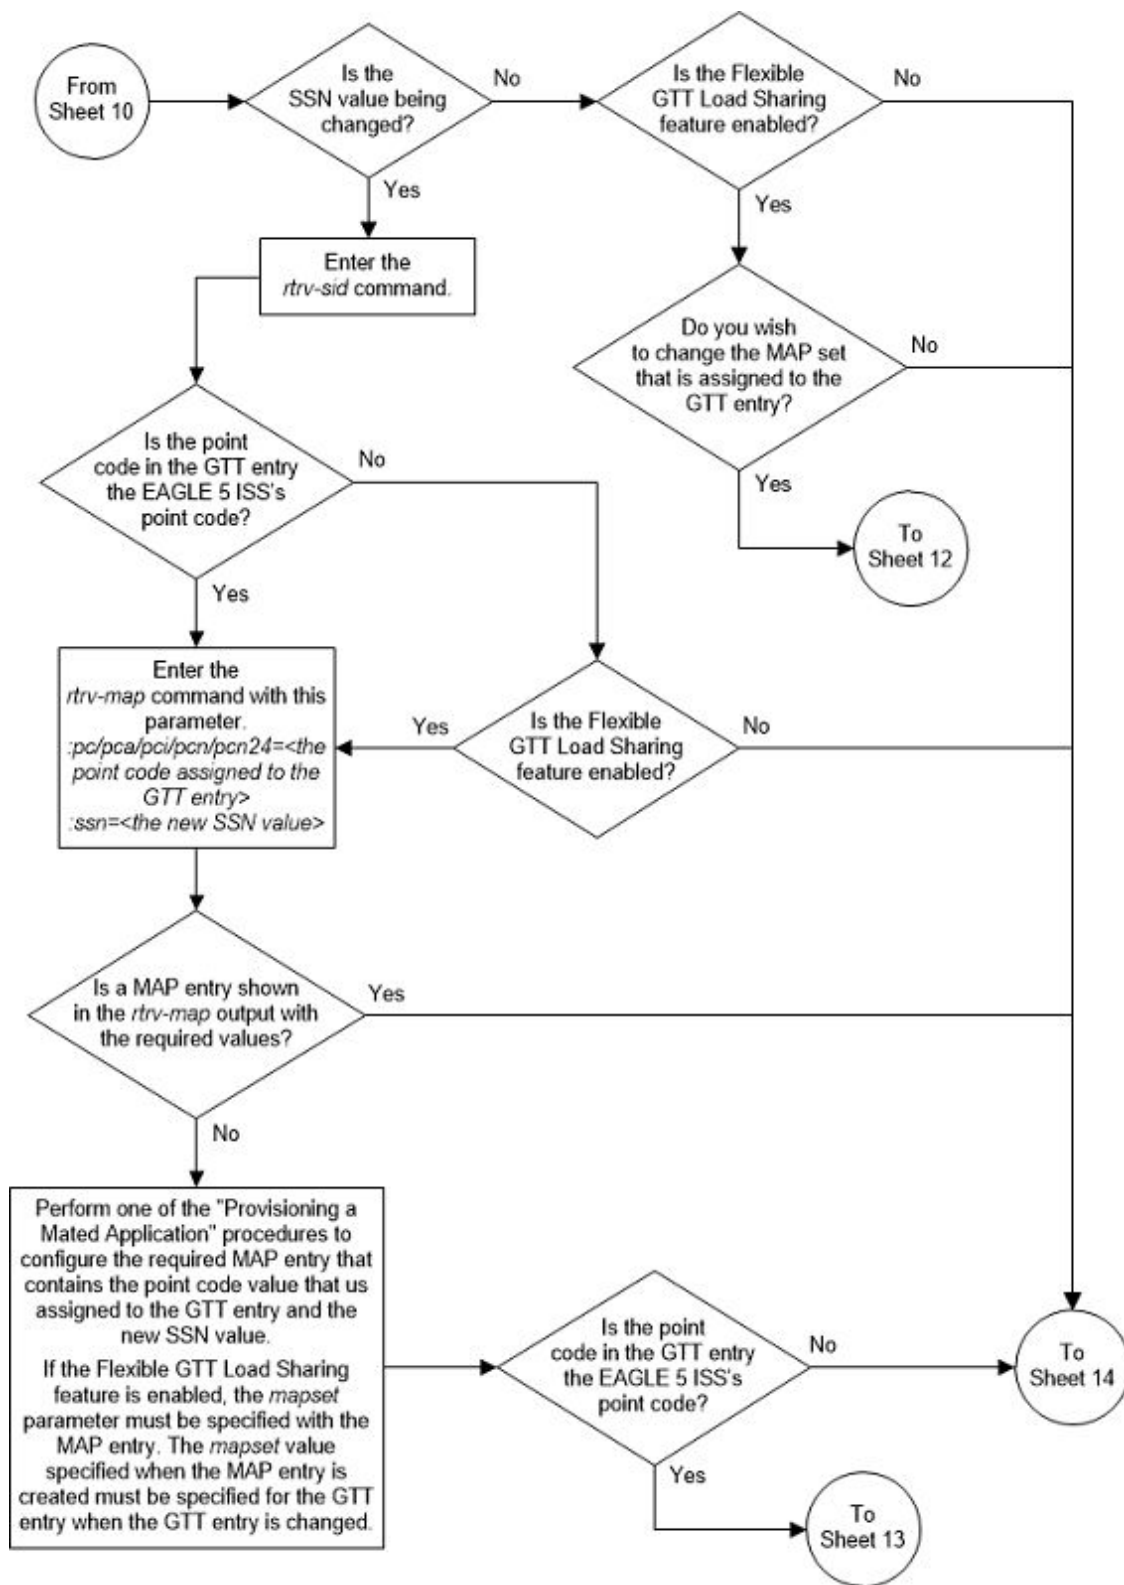 From
Sheet 10
Is the
SSN value being
changed?
No
Is the Flexible
GTT Load Sharing
feature enabled?
No
Yes
Yes
Enter the
rtrv-sid command.
Do you wish
to change the MAP set
that is assigned to the
GTT entry?
No
Is the point
code in the GTT entry
the EAGLE 5 ISS's
point code?
No
Yes
To
Sheet 12
Yes
Enter the
rtrv-map command with this
parameter.
:pc/pca/pci/pcn/pcn24=<the
point code assigned to the
GTT entry>
:ssn=<the new SSN value>
Yes
Is the Flexible
GTT Load Sharing
feature enabled?
No
Is a MAP entry shown
in the rtrv-map output with
the required values?
Yes
No
Perform one of the "Provisioning a
Mated Application" procedures to
configure the required MAP entry that
contains the point code value that us
assigned to the GTT entry and the
new SSN value.
If the Flexible GTT Load Sharing
feature is enabled, the mapset
parameter must be specified with the
MAP entry. The mapset value
specified when the MAP entry is
created must be specified for the GTT
entry when the GTT entry is changed.
Is the point
code in the GTT entry
the EAGLE 5 ISS's
point code?
No
To
Sheet 14
Yes
To
Sheet 13